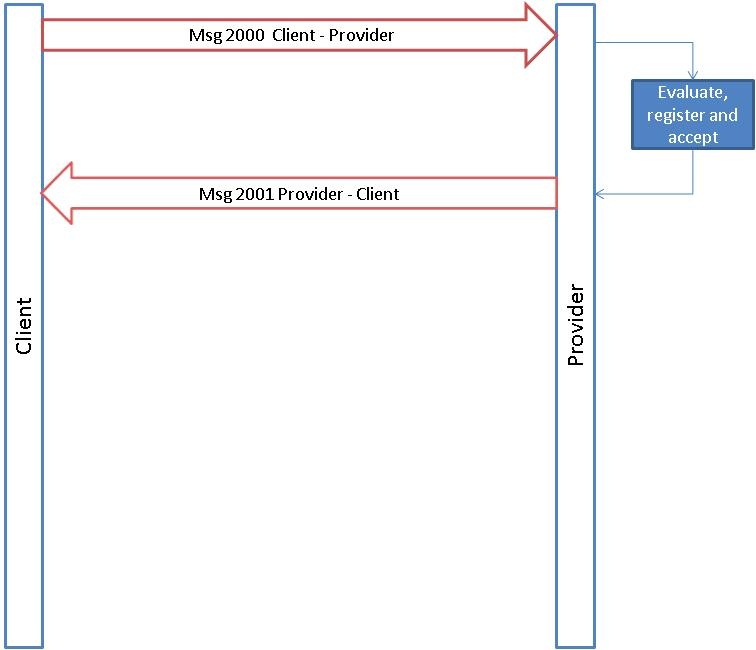 Msg 2000  Client - Provider
Evaluate,
register and
accept
Msg 2001 Provider - Client
Client
Provider